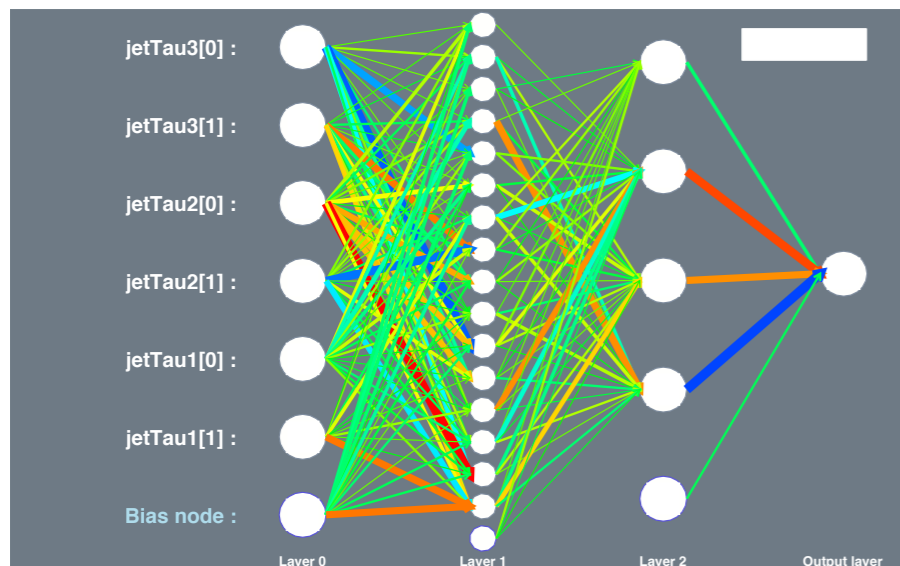 jetTau3[0] :
jetTau3[1] :
jetTau2[0] :
jetTau2[1] :
jetTau1[0] :
jetTau1[1] :
Bias node :
Layer 0 Layer 1 Layer 2 Output layer